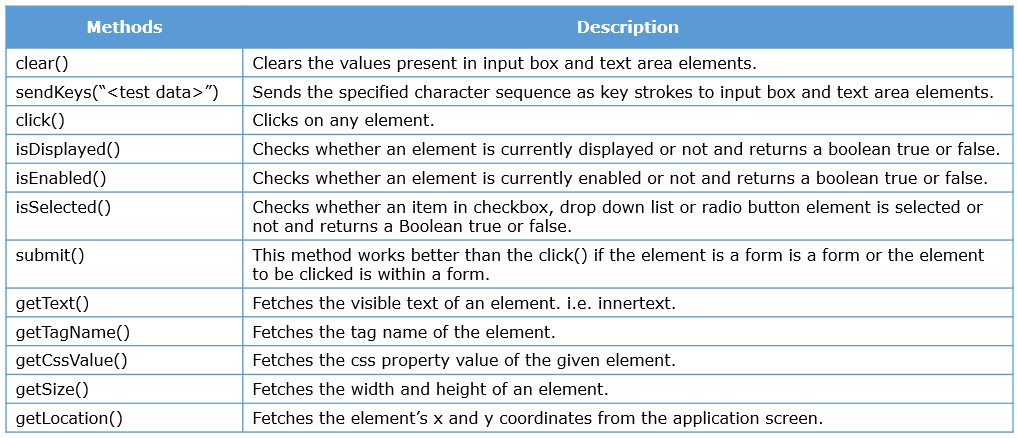 Methods Description
clear() Clears the values present in input box and text area elements.
sendKeys(“<test data>”) Sends the specified character sequence as key strokes to input box and text area elements.
click() Clicks on any element.
isDisplayed() Checks whether an element is currently displayed or not and returns a boolean true or false.
isEnabled() Checks whether an element is currently enabled or not and returns a boolean true or false.
isSelected() Checks whether an item in checkbox, drop down list or radio button element is selected or
not and returns a Boolean true or false.
submit() This method works better than the click() if the element is a form is a form or the element
to be clicked is within a form.
getText() Fetches the visible text of an element. i.e. innertext.
getTagName() Fetches the tag name of the element.
getCssValue() Fetches the css property value of the given element.
getSize() Fetches the width and height of an element.
getLocation() Fetches the element’s x and y coordinates from the application screen.